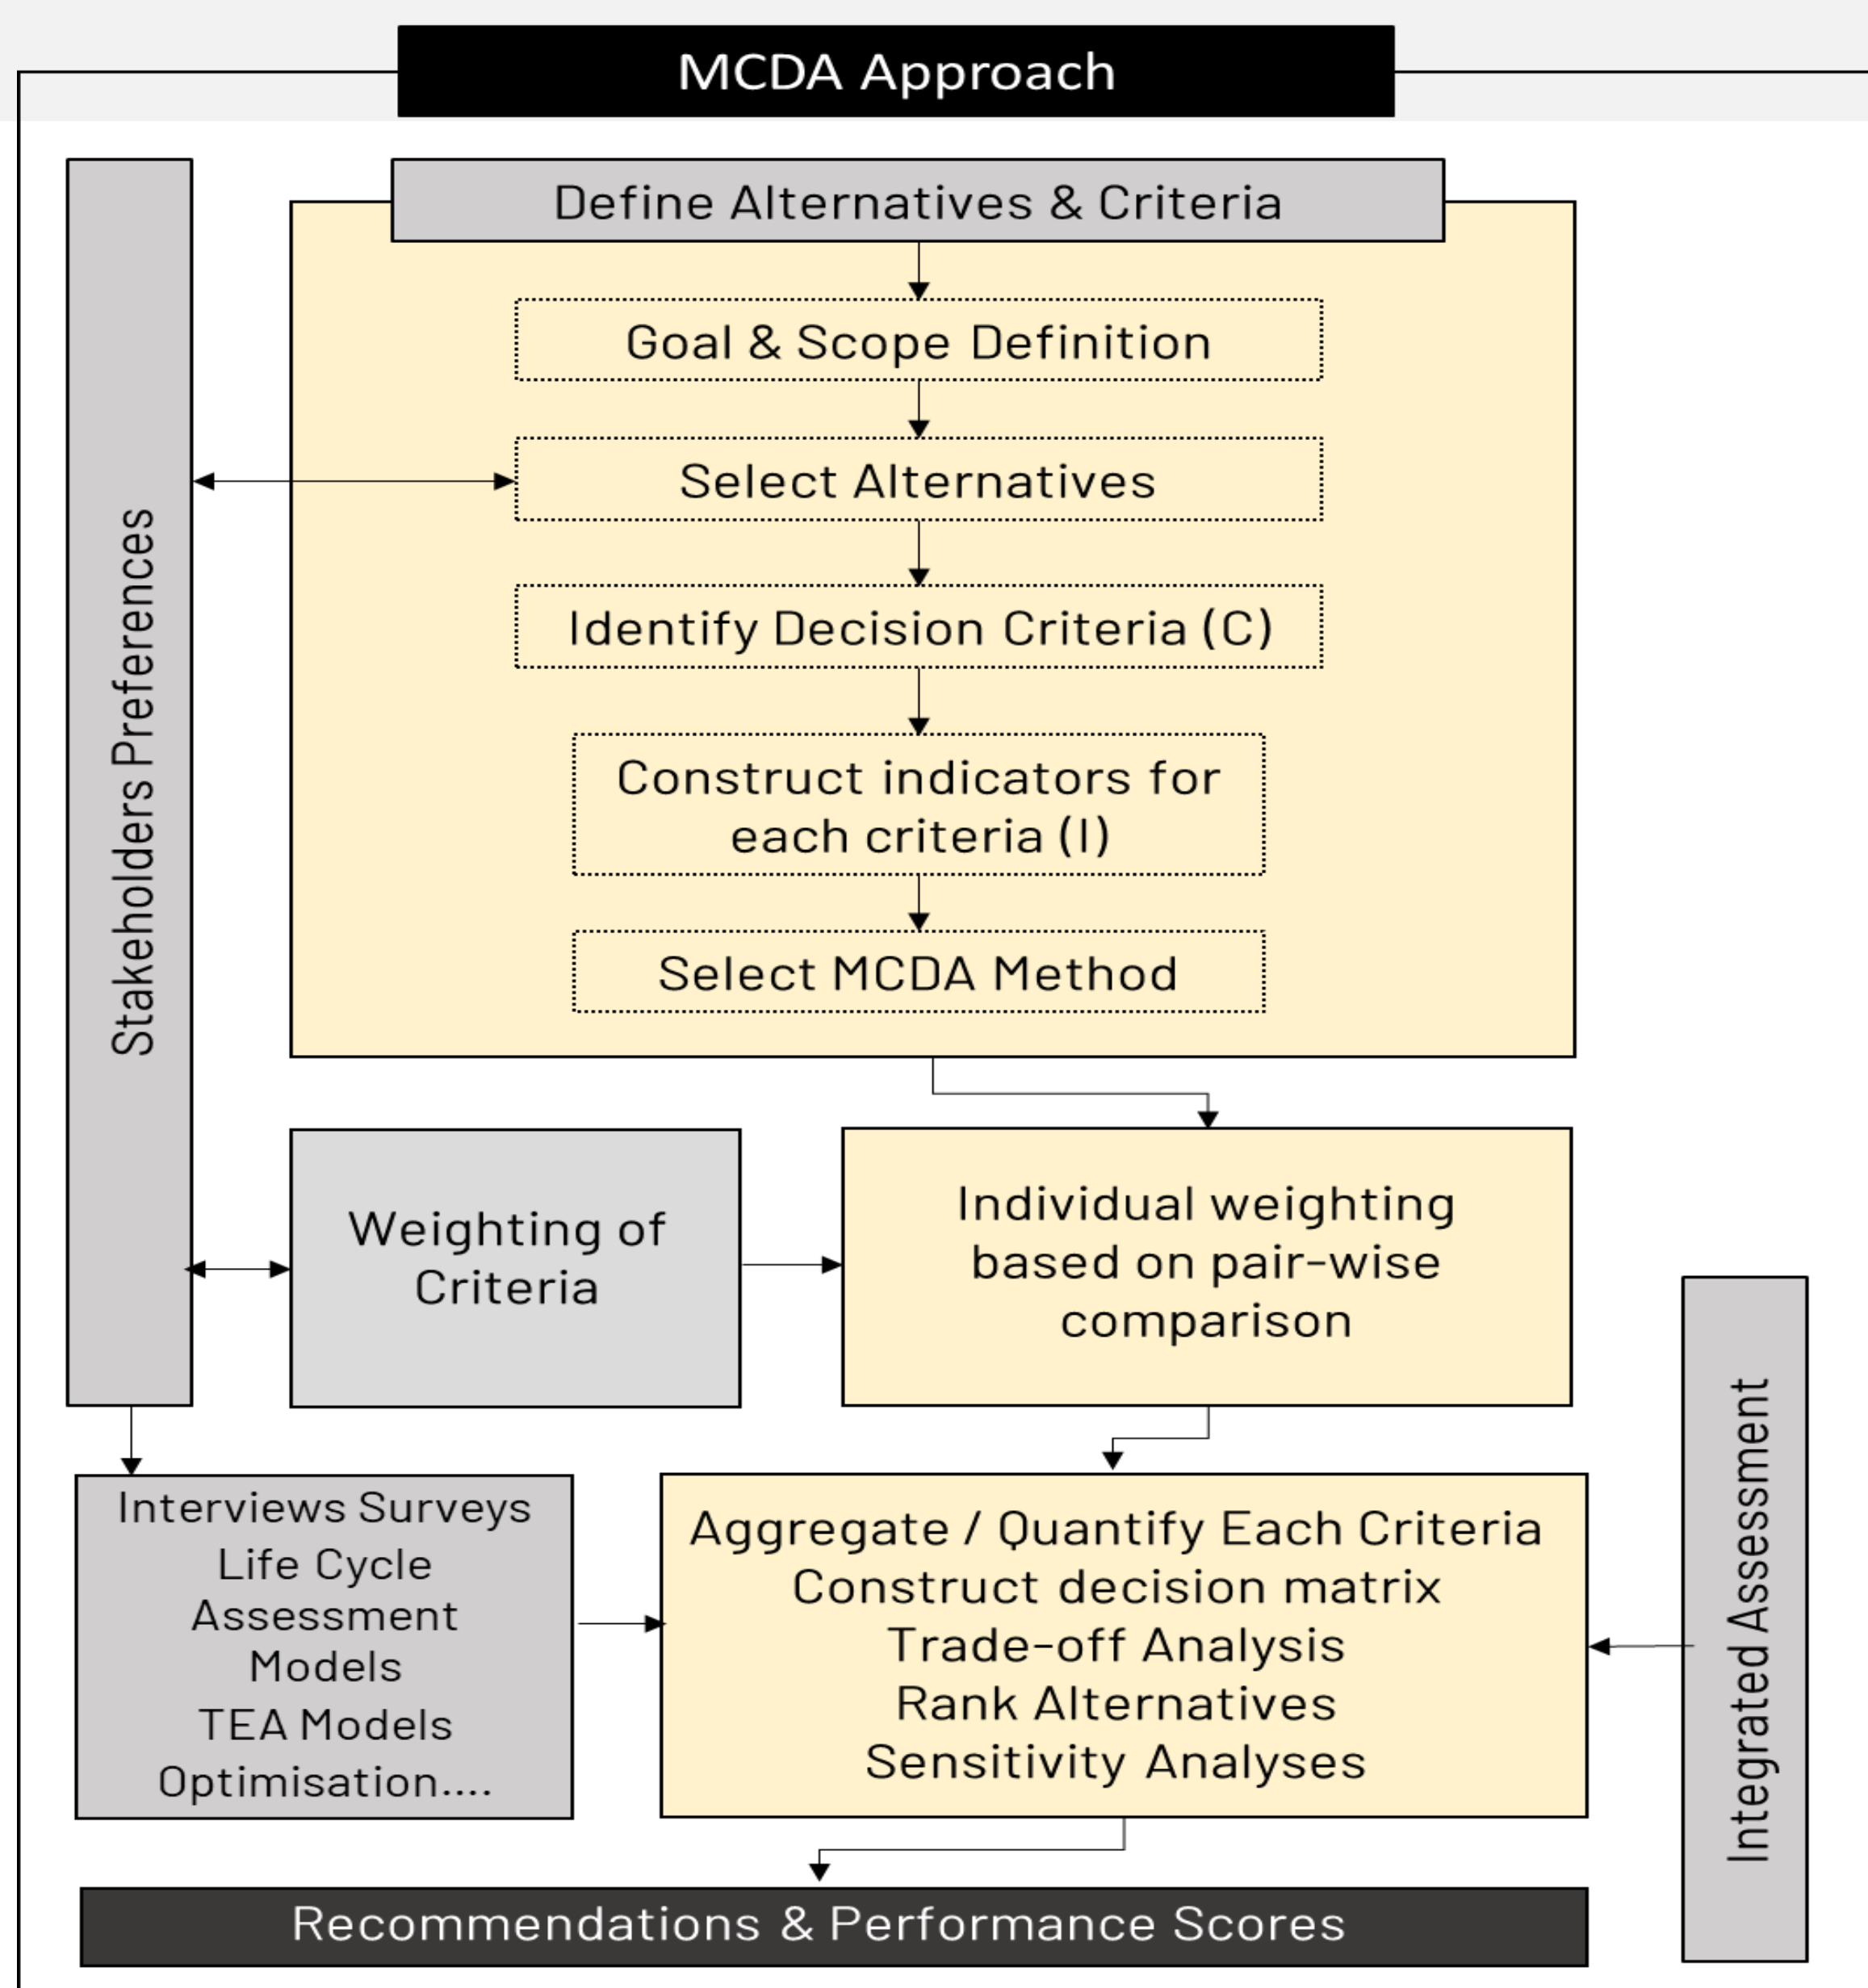 MCDA Approach
Define Alternatives & Criteria
Goal & Scope Definition
Select Alternatives
Identify Decision Criteria (C)
Construct indicators for
each criteria (I)
Select MCDA Method
Stakeholders Preferences
Weighting of
Criteria
Individual weighting
based on pair-wise
comparison
Interviews Surveys
Life Cycle
Assessment
Models
TEA Models
Optimisation....
Aggregate / Quantify Each Criteria
Construct decision matrix
Trade-off Analysis
Rank Alternatives
Sensitivity Analyses
Integrated Assessment
Recommendations & Performance Scores